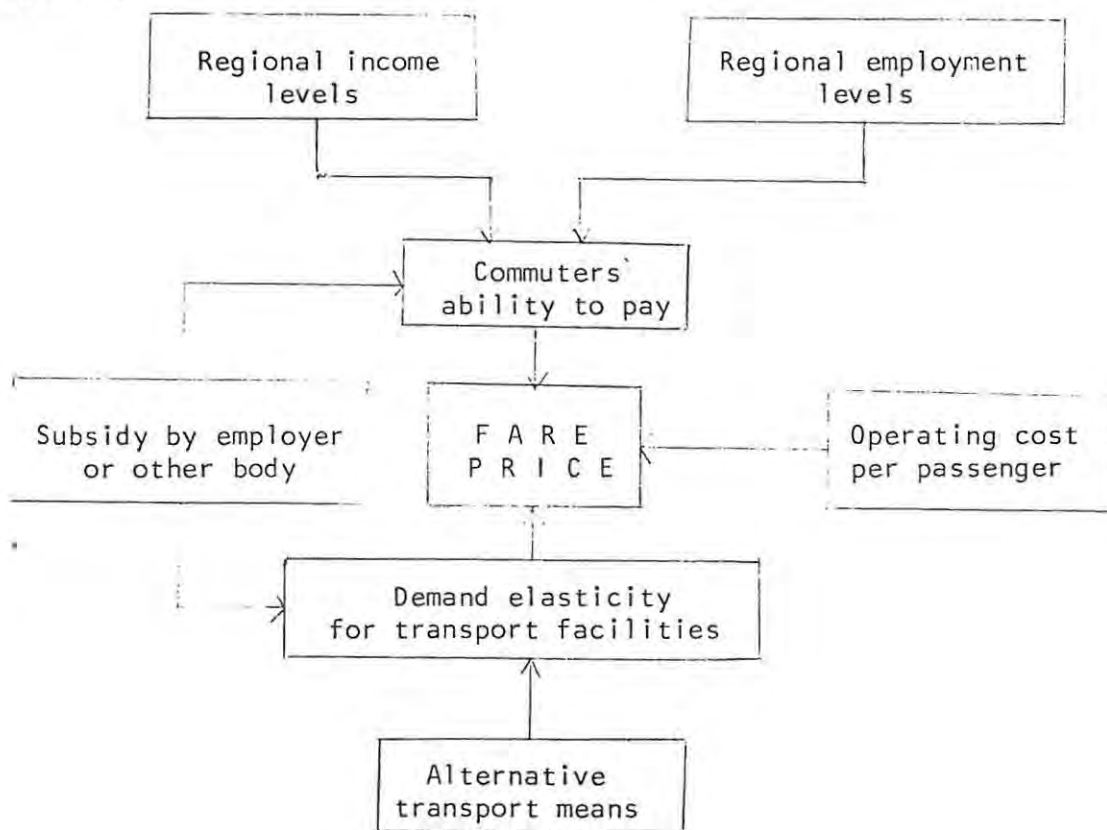 Regional income
levels
Regional employment
levels
Commuters`
ability to pay
Subsidy by employer
or other body
F A R E
P R I C E
Operating cost
per passenger
Demand elasticity
for transport facilities
Alternative
transport means